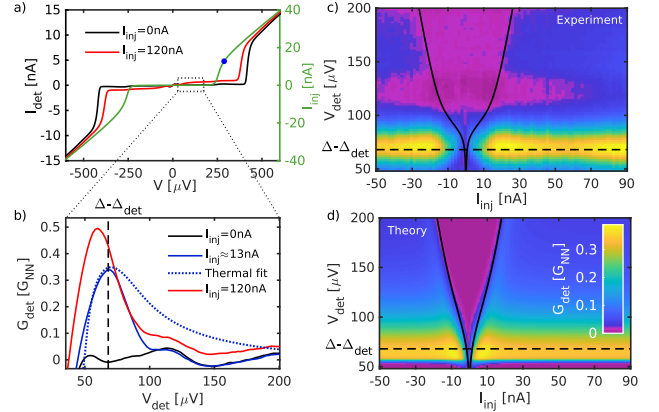 a)
I_inj=0nA
I_inj=120nA
I_det [nA]
15
10
5
0
-5
-10
-15
40
20
0
-20
-40
I_inj [nA]
-500 -250 0 250 500
V [μV]
b)
Δ-Δ_det
I_inj=0nA
I_inj≈13nA
Thermal fit
I_inj=120nA
G_det [G_NN]
0.5
0.4
0.3
0.2
0.1
0
50 100 150 200
V_det [μV]
c)
Experiment
V_det [μV]
200
150
100
50
Δ-Δ_det
-50 -30 -10 10 30 50 70 90
I_inj [nA]
d)
Theory
V_det [μV]
200
150
100
50
Δ-Δ_det
G_det [G_NN]
0.3
0.2
0.1
0
-50 -30 -10 10 30 50 70 90
I_inj [nA]